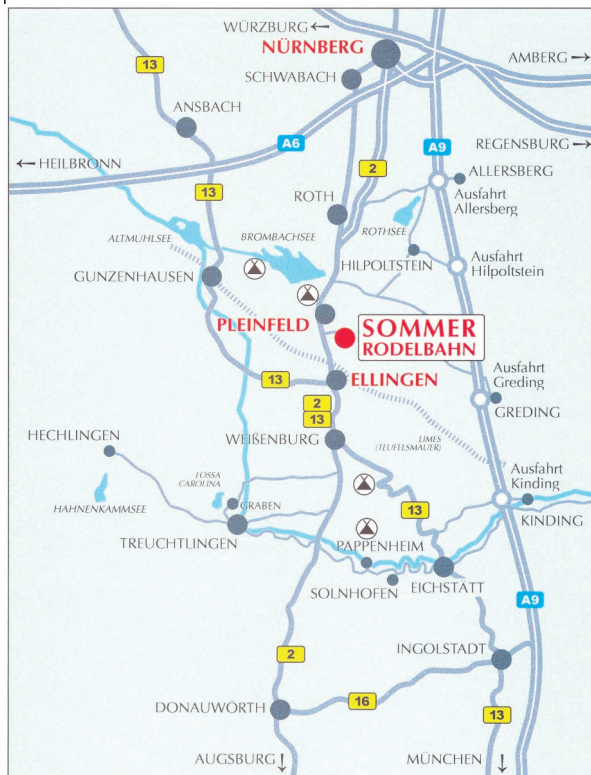 WÜRZBURG ←
NÜRNBERG
AMBERG →
13
SCHWABACH
ANSBACH
A6
A9
REGENSBURG →
← HEILBRONN
2
ALLERSBERG
13
Ausfahrt
Allersberg
ROTH
ALTMÜHLSEE
BROMBACHSEE
ROTHSEE
HILPOLTSTEIN
Ausfahrt
Hilpoltstein
GUNZENHAUSEN
PLEINFELD
SOMMER
RODELBAHN
Ausfahrt
Greding
13
ELLINGEN
2
13
GREDING
HECHLINGEN
WEIßENBURG
LIMES
(TEUFELSMAUER)
Ausfahrt
Kinding
FOSSA
CAROLINA
HAHNENKAMMSEE
GRABEN
13
KINDING
TREUCHTLINGEN
PAPPENHEIM
SOLNHOFEN
EICHSTÄTT
A9
2
INGOLSTADT
DONAUWÖRTH
16
13
AUGSBURG ↓
MÜNCHEN ↓